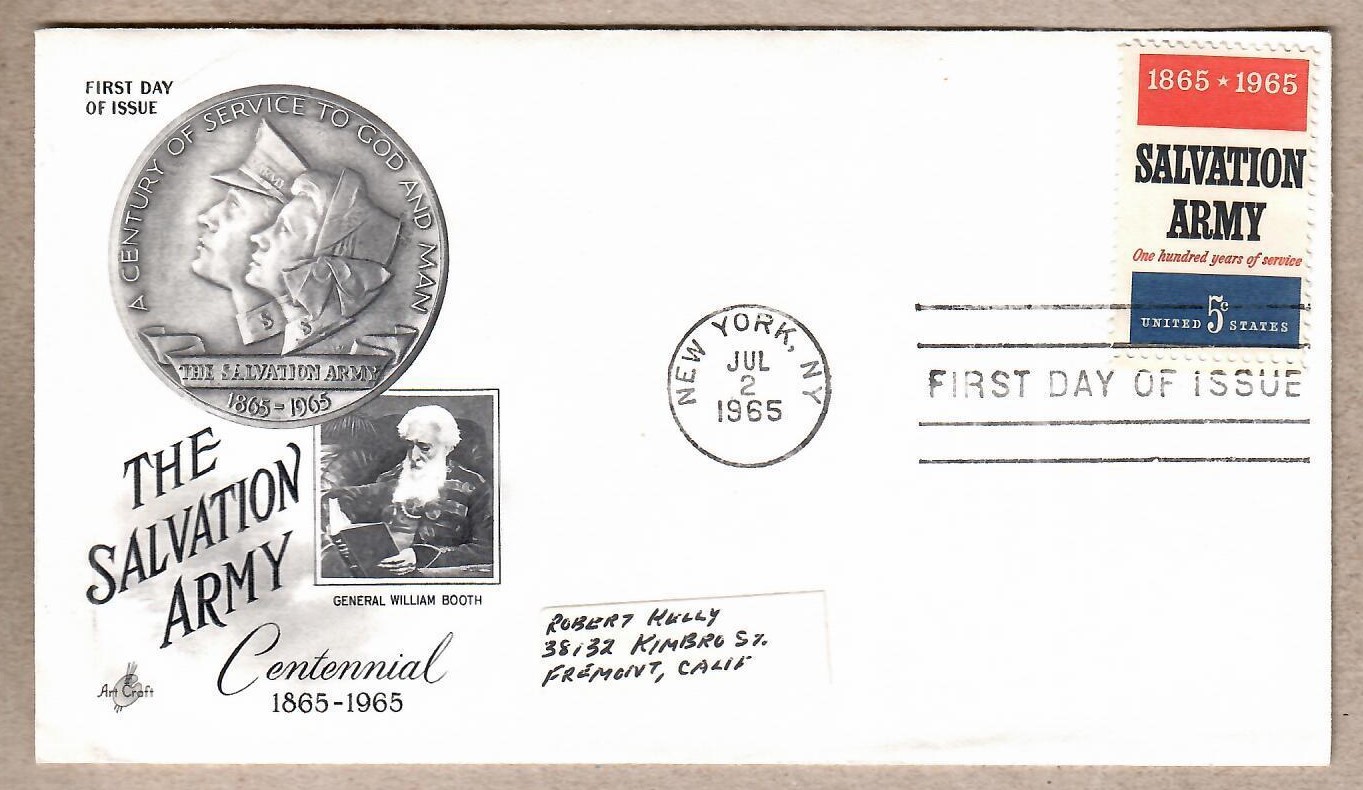 FIRST DAY
OF ISSUE
A CENTURY OF SERVICE TO GOD AND MAN
S
S
THE SALVATION ARMY
1865-1965
THE
SALVATION
ARMY
GENERAL WILLIAM BOOTH
Centennial
1865-1965
Art Craft
NEW YORK, NY
JUL
2
1965
1865 ★ 1965
SALVATION
ARMY
One hundred years of service
UNITED 5c STATES
FIRST DAY OF ISSUE
ROBERT KELLY
38132 KIMBRO ST.
FREMONT, CALIF